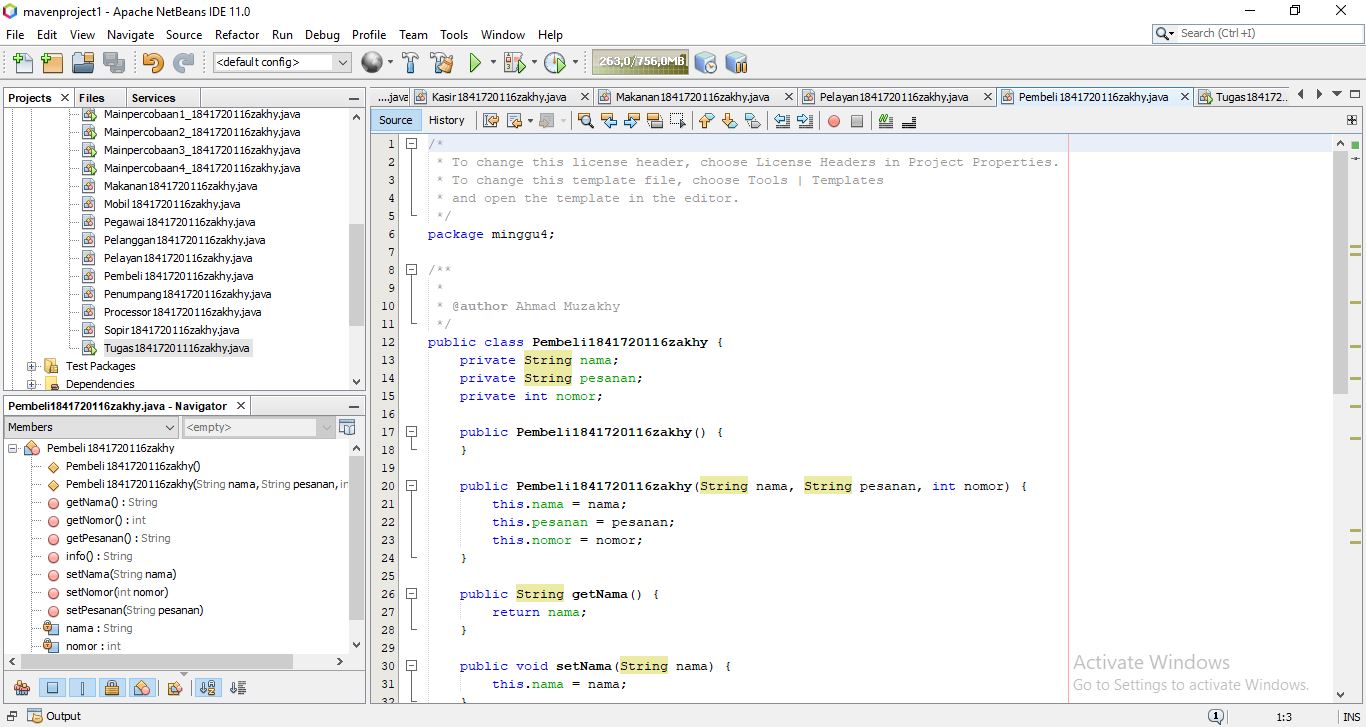 mavenproject1 - Apache NetBeans IDE 11.0
File Edit View Navigate Source Refactor Run Debug Profile Team Tools Window Help
Search (Ctrl+I)
<default config>
263,0/756,0MB
Projects Files Services
Mainpercobaan1_1841720116zakhy.java
Mainpercobaan2_1841720116zakhy.java
Mainpercobaan3_1841720116zakhy.java
Mainpercobaan4_1841720116zakhy.java
Makanan1841720116zakhy.java
Mobil1841720116zakhy.java
Pegawai1841720116zakhy.java
Pelanggan1841720116zakhy.java
Pelayan1841720116zakhy.java
Pembeli1841720116zakhy.java
Penumpang1841720116zakhy.java
Processor1841720116zakhy.java
Sopir1841720116zakhy.java
Tugas18417201116zakhy.java
Test Packages
Dependencies
Pembeli1841720116zakhy.java - Navigator
Members
<empty>
Pembeli1841720116zakhy
Pembeli1841720116zakhy()
Pembeli1841720116zakhy(String nama, String pesanan, in
getNama() : String
getNomor() : int
getPesanan() : String
info() : String
setNama(String nama)
setNomor(int nomor)
setPesanan(String pesanan)
nama : String
nomor : int
Output
...java Kasir1841720116zakhy.java Makanan1841720116zakhy.java Pelayan1841720116zakhy.java Pembeli1841720116zakhy.java Tugas184172...
Source History
1 /*
2 * To change this license header, choose License Headers in Project Properties.
3 * To change this template file, choose Tools | Templates
4 * and open the template in the editor.
5 */
6 package minggu4;
7
8 /**
9 *
10 * @author Ahmad Muzakhy
11 */
12 public class Pembeli1841720116zakhy {
13 private String nama;
14 private String pesanan;
15 private int nomor;
16
17 public Pembeli1841720116zakhy() {
18 }
19
20 public Pembeli1841720116zakhy(String nama, String pesanan, int nomor) {
21 this.nama = nama;
22 this.pesanan = pesanan;
23 this.nomor = nomor;
24 }
25
26 public String getNama() {
27 return nama;
28 }
29
30 public void setNama(String nama) {
31 this.nama = nama;
32 }
Activate Windows
Go to Settings to activate Windows.
1
1:3
INS